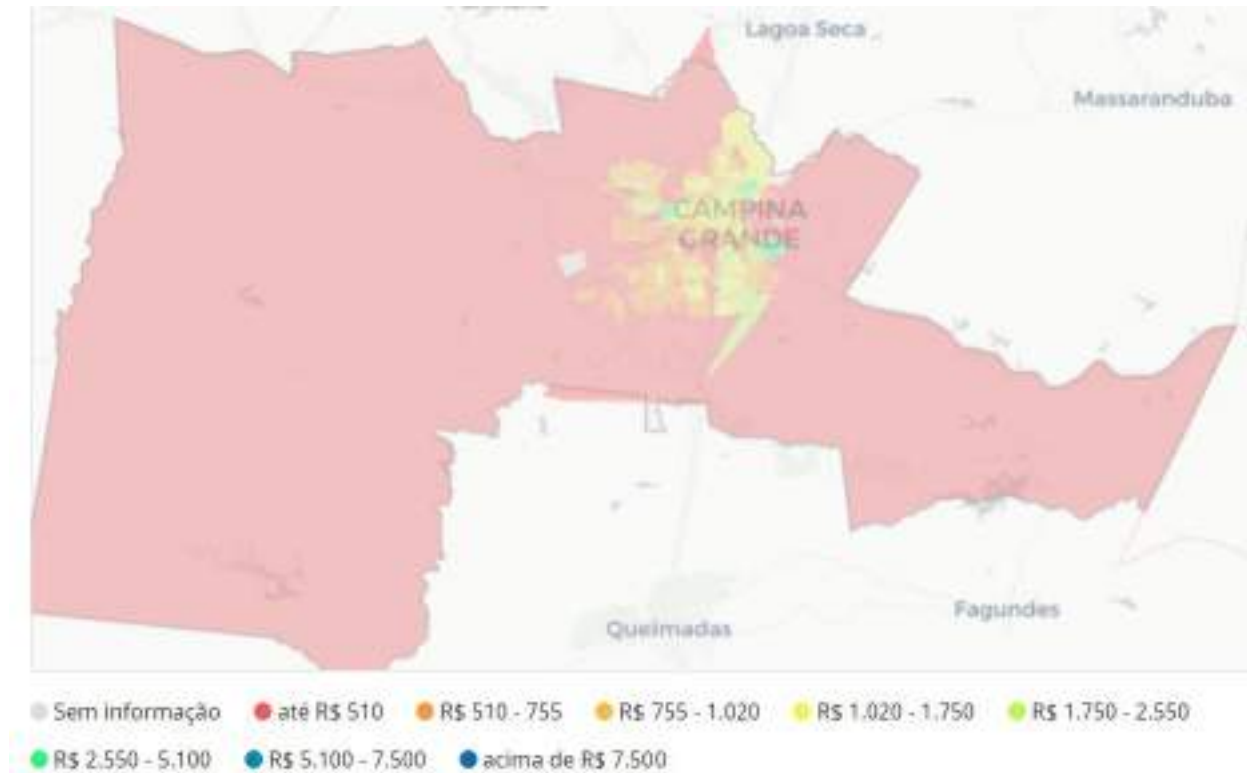 Lagoa Seca
Massaranduba
CAMPINA
GRANDE
Fagundes
Queimadas
Sem informação até R$ 510 R$ 510 - 755 R$ 755 - 1.020 R$ 1.020 - 1.750 R$ 1.750 - 2.550
R$ 2.550 - 5.100 R$ 5.100 - 7.500 acima de R$ 7.500